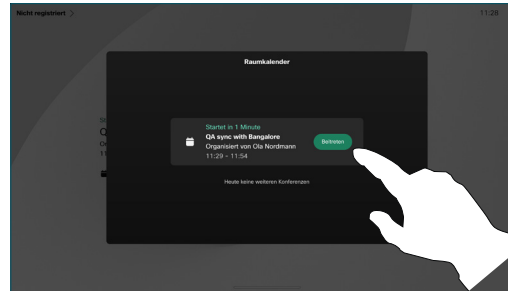 Nicht registriert
11:28
Raumkalender
Startet in 1 Minute
QA sync with Bangalore
Organisiert von Ola Nordmann
11:29 – 11:54
Beitreten
Heute keine weiteren Konferenzen